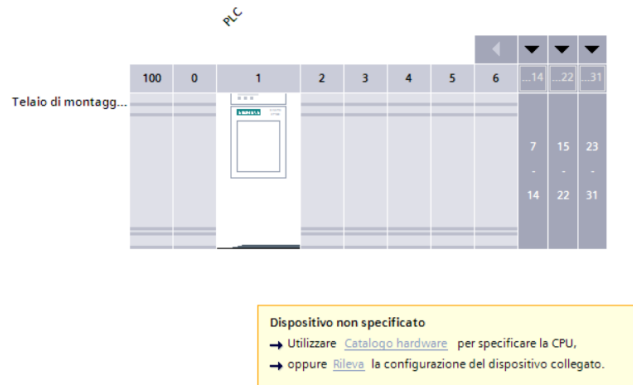 PLC
...14 ...22 ...31
100 0 1 2 3 4 5 6
Telaio di montagg...
SIEMENS
7 15 23
- - -
14 22 31
Dispositivo non specificato
Utilizzare Catalogo hardware per specificare la CPU,
oppure Rileva la configurazione del dispositivo collegato.